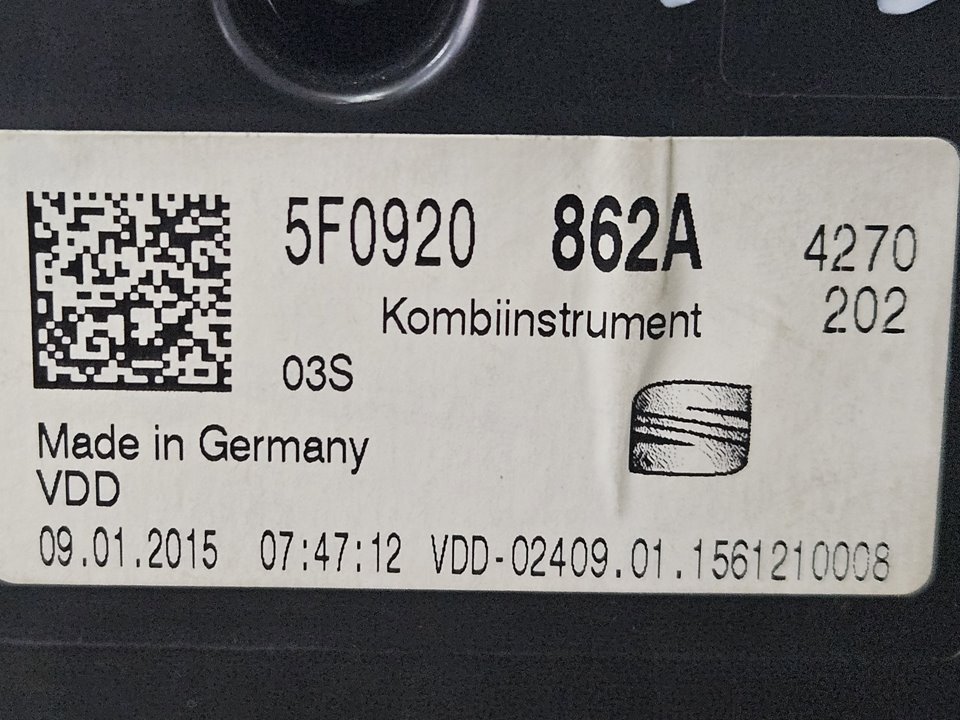 5F0920 862A 4270
Kombiinstrument 202
03S
Made in Germany
VDD
09.01.2015 07:47:12 VDD-02409.01.1561210008